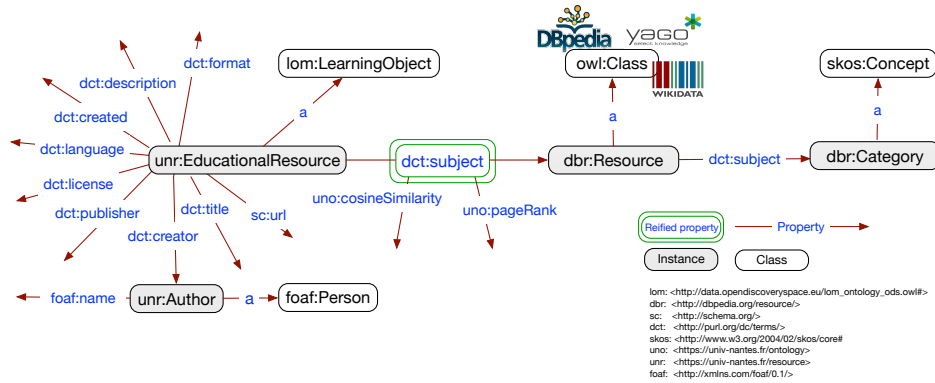 DBpedia
yago
select knowledge
dct:format
lom:LearningObject
owl:Class
skos:Concept
dct:description
WIKIDATA
dct:created
a
a
a
dct:language
unr:EducationalResource
dct:subject
dbr:Resource
dct:subject
dbr:Category
dct:license
dct:publisher
dct:title
sc:url
uno:cosineSimilarity
uno:pageRank
dct:creator
Reified property
Property
Instance
Class
foaf:name
unr:Author
a
foaf:Person
lom: <http://data.opendiscoveryspace.eu/lom_ontology_ods.owl#>
dbr: <http://dbpedia.org/resource/>
sc: <http://schema.org/>
dct: <http://purl.org/dc/terms/>
skos: <http://www.w3.org/2004/02/skos/core#
uno: <https://univ-nantes.fr/ontology>
unr: <https://univ-nantes.fr/resource>
foaf: <http://xmlns.com/foaf/0.1/>